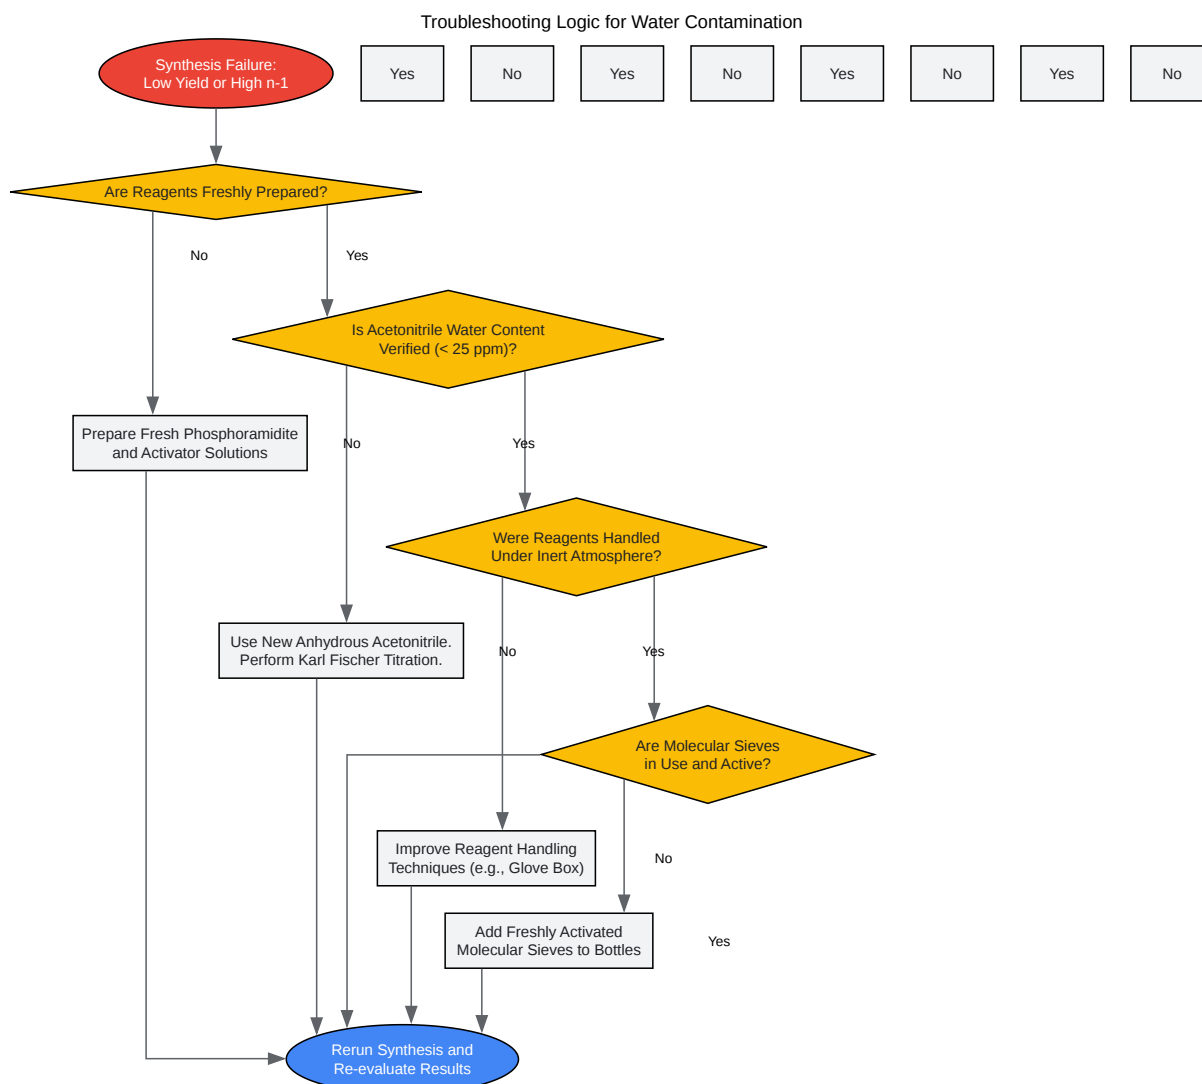 Troubleshooting Logic for Water Contamination
Synthesis Failure:
Low Yield or High n-1
Yes
No
Yes
No
Yes
No
Yes
No
Are Reagents Freshly Prepared?
No
Yes
Is Acetonitrile Water Content
Verified (< 25 ppm)?
Prepare Fresh Phosphoramidite
and Activator Solutions
No
Yes
Were Reagents Handled
Under Inert Atmosphere?
Use New Anhydrous Acetonitrile.
Perform Karl Fischer Titration.
No
Yes
Are Molecular Sieves
in Use and Active?
Improve Reagent Handling
Techniques (e.g., Glove Box)
No
Add Freshly Activated
Molecular Sieves to Bottles
Yes
Rerun Synthesis and
Re-evaluate Results